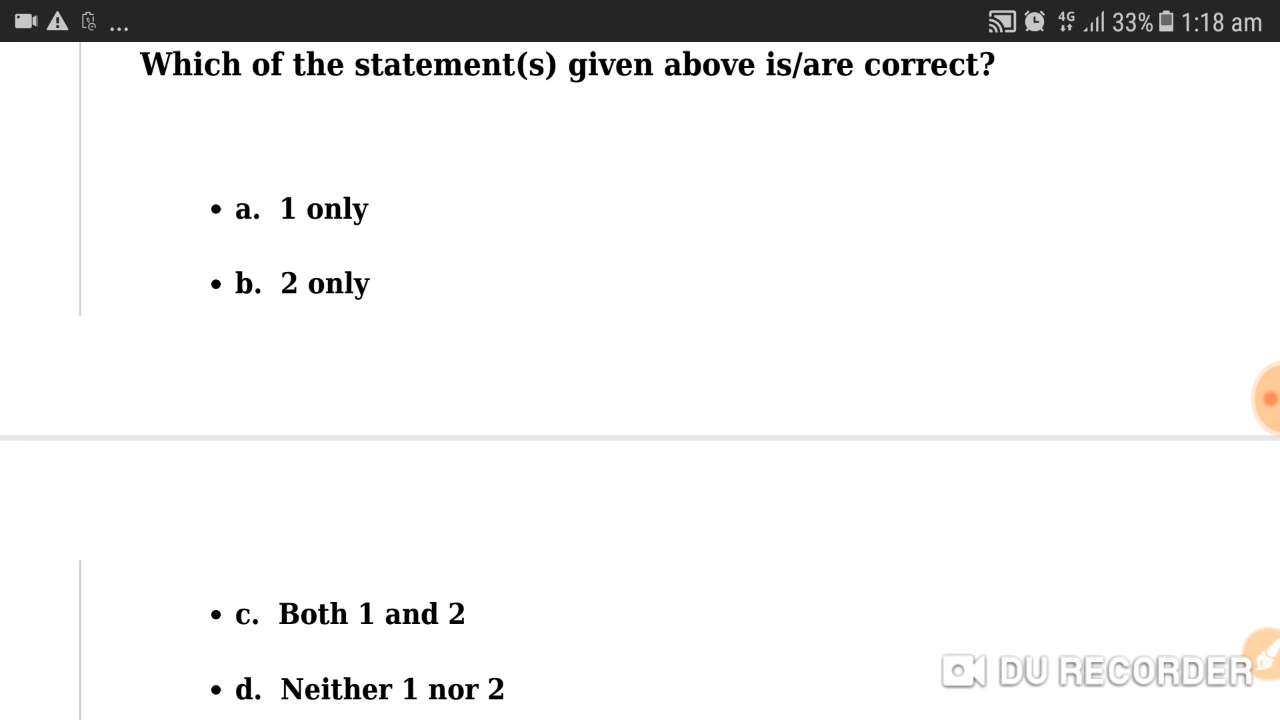 ... 4G 33% 1:18 am
Which of the statement(s) given above is/are correct?
• a. 1 only
• b. 2 only
• c. Both 1 and 2
• d. Neither 1 nor 2
DU RECORDER